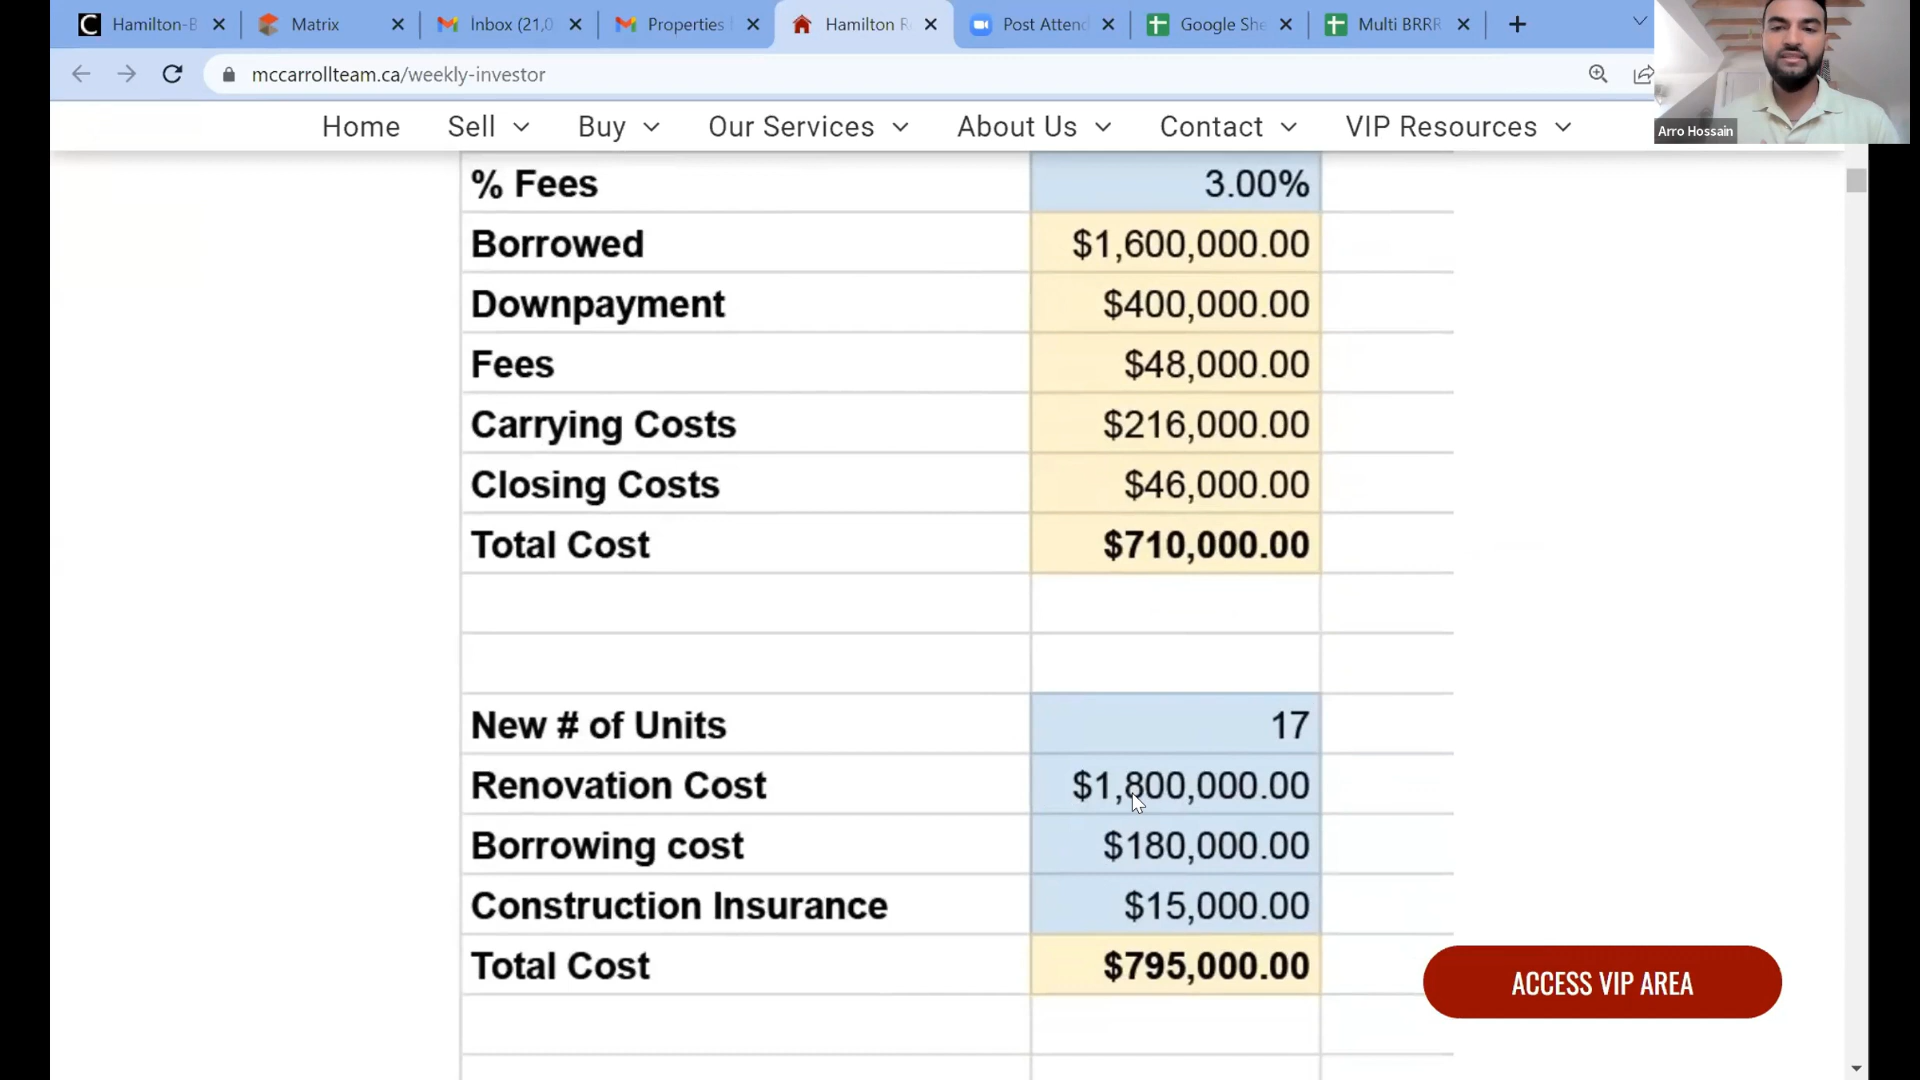 Hamilton-B
Matrix
Inbox (21,0
Properties
Hamilton R
Post Attend
Google She
Multi BRRR
mccarrollteam.ca/weekly-investor
Home Sell Buy Our Services About Us Contact VIP Resources
Arro Hossain
% Fees 3.00%
Borrowed $1,600,000.00
Downpayment $400,000.00
Fees $48,000.00
Carrying Costs $216,000.00
Closing Costs $46,000.00
Total Cost $710,000.00
New # of Units 17
Renovation Cost $1,800,000.00
Borrowing cost $180,000.00
Construction Insurance $15,000.00
Total Cost $795,000.00
ACCESS VIP AREA